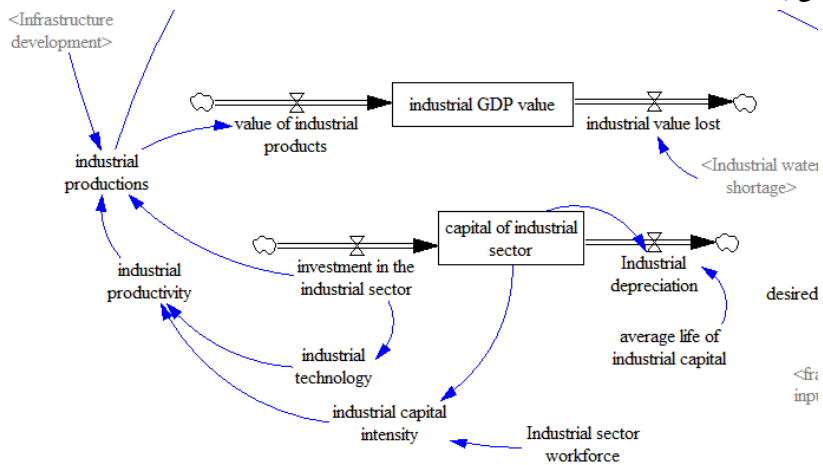 <Infrastructure
development>
industrial GDP value
value of industrial
products
industrial value lost
industrial
productions
<Industrial water
shortage>
capital of industrial
sector
industrial
productivity
investment in the
industrial sector
Industrial
depreciation
desired
average life of
industrial capital
industrial
technology
<fra
inpu
industrial capital
intensity
Industrial sector
workforce